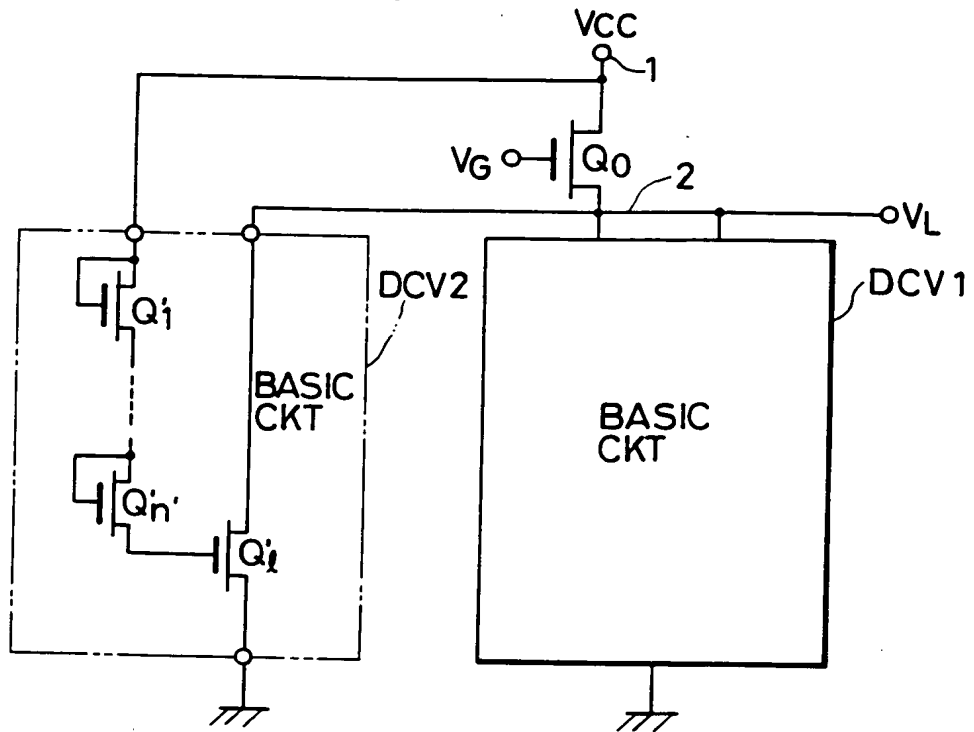 VCC
1
VG
Q0
2
VL
DCV2
DCV1
Q'1
BASIC
CKT
BASIC
CKT
Q'n'
Q'ℓ